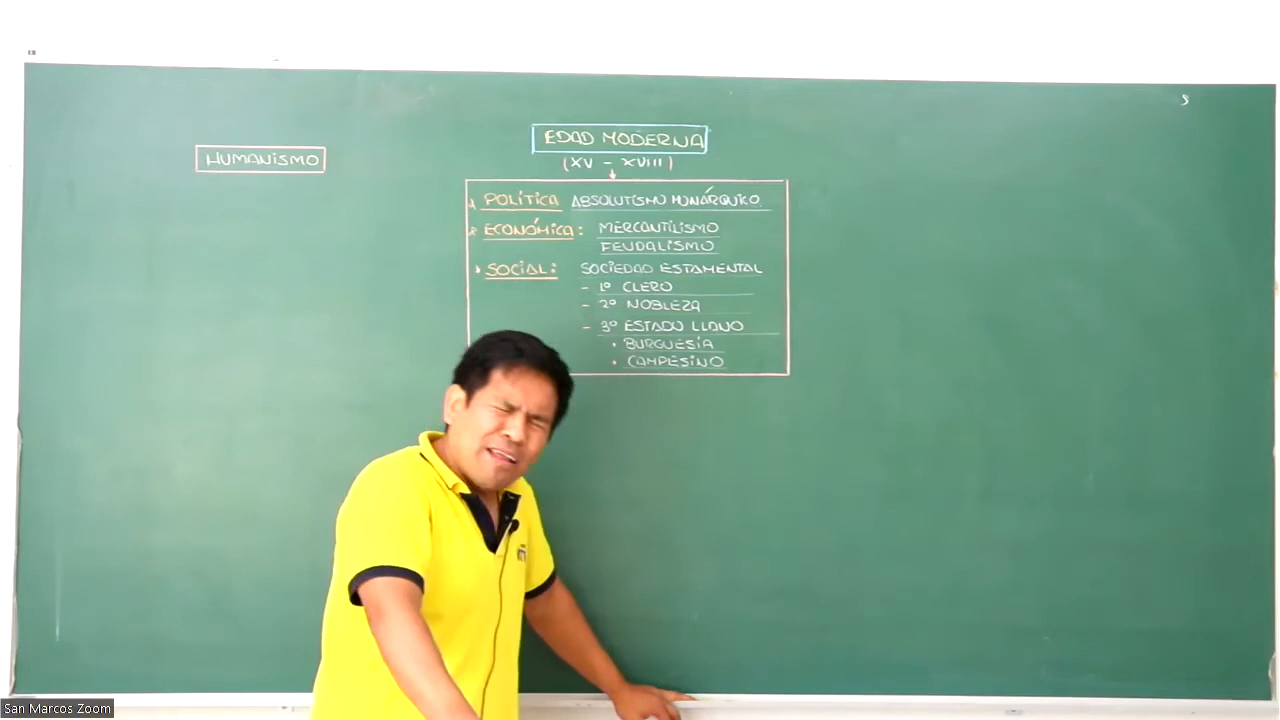 EDAD MODERNA
(XV - XVIII)
HUMANISMO
POLÍTICA ABSOLUTISMO MONÁRQUICO.
ECONÓMICA: MERCANTILISMO
FEUDALISMO
SOCIAL: SOCIEDAD ESTAMENTAL
- 1º CLERO
- 2º NOBLEZA
- 3º ESTADO LLANO
• BURGUESÍA
• CAMPESINO
San Marcos Zoom